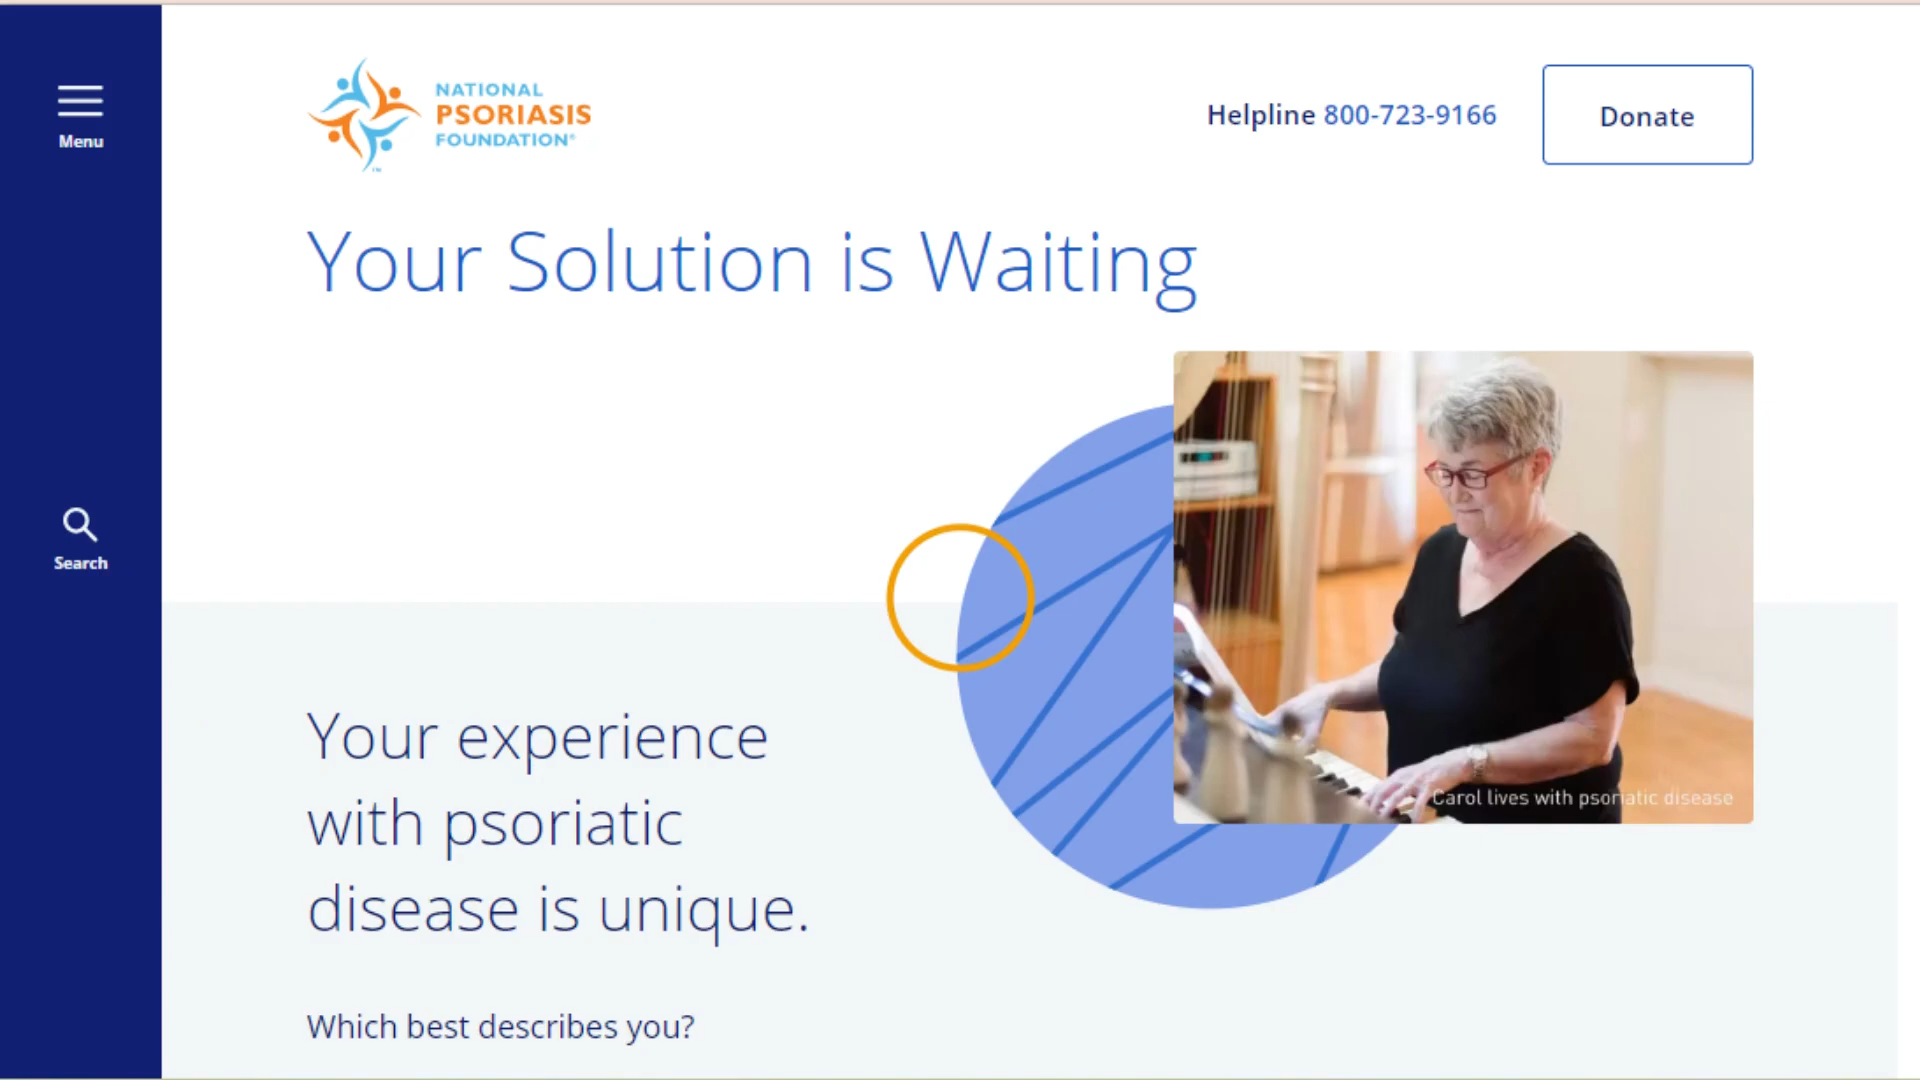 Menu
NATIONAL
PSORIASIS
FOUNDATION®
™
Helpline 800-723-9166
Donate
Your Solution is Waiting
Search
Carol lives with psoriatic disease
Your experience
with psoriatic
disease is unique.
Which best describes you?